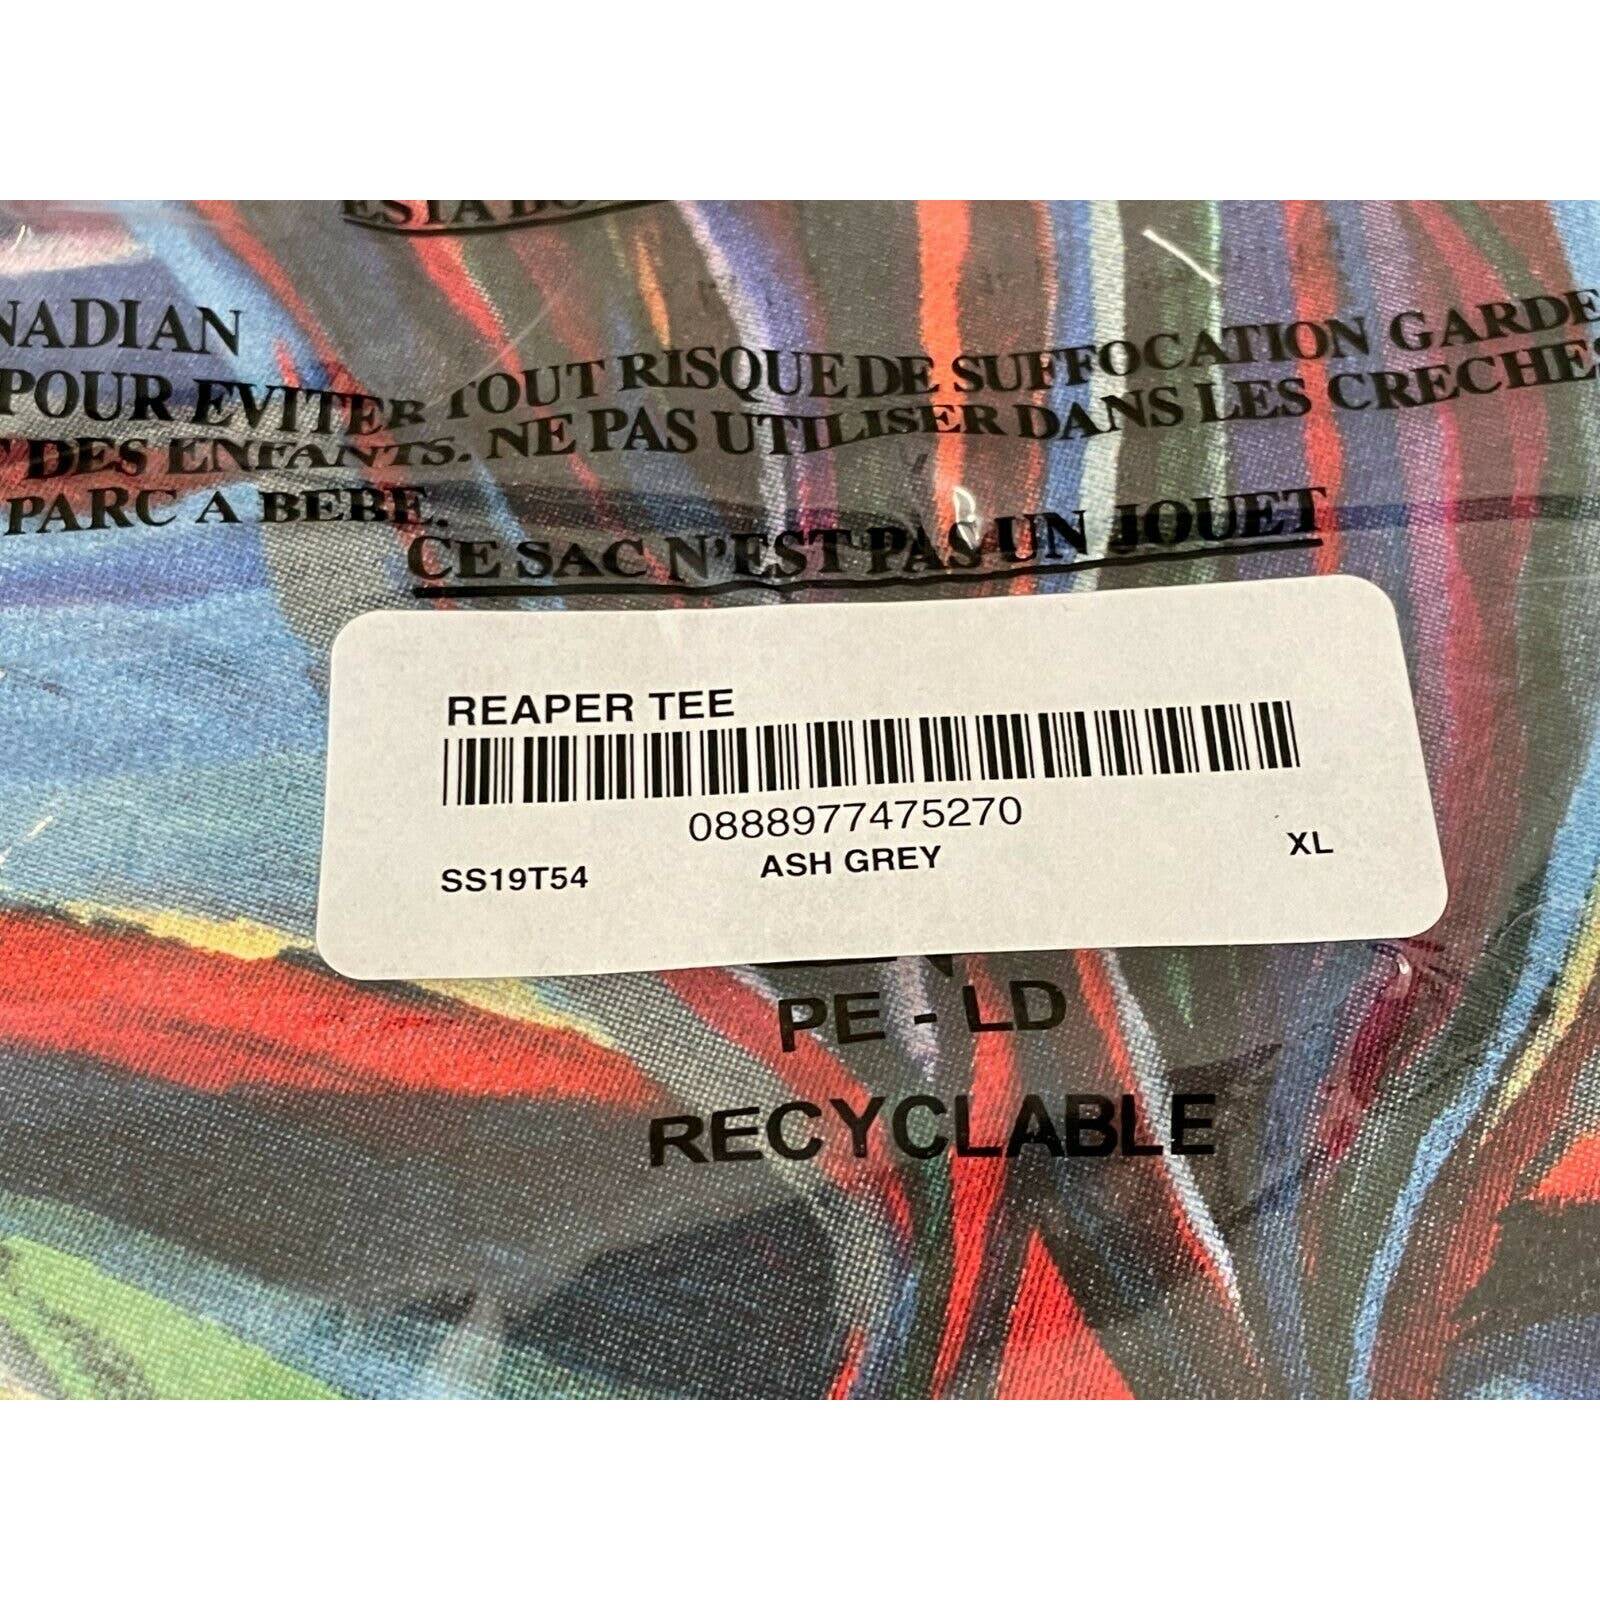 NADIAN
POUR EVITER TOUT RISQUE DE SUFFOCATION GARDE
DES ENFANTS. NE PAS UTILISER DANS LES CRECHES
PARC A BEBE.
CE SAC N'EST PAS UN JOUET
REAPER TEE
0888977475270
SS19T54 ASH GREY XL
PE - LD
RECYCLABLE